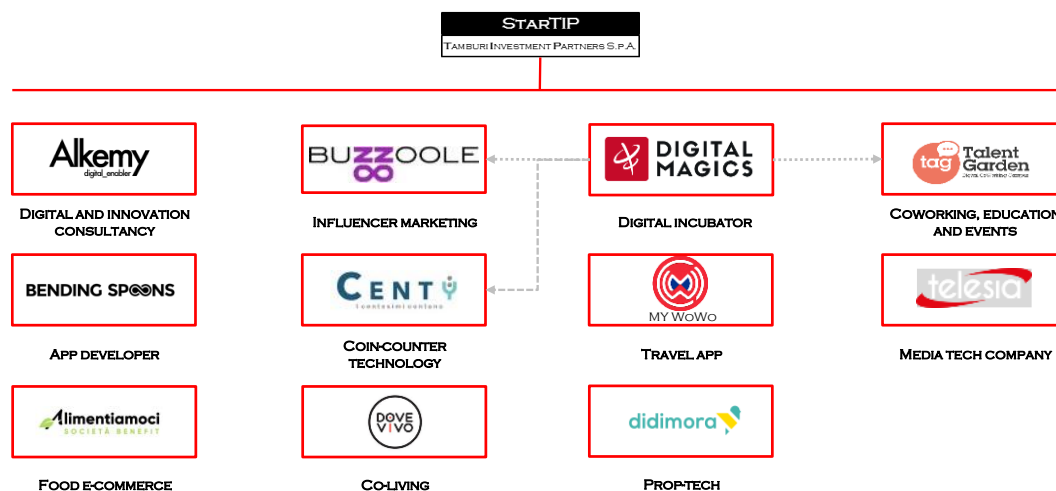 STARTIP
TAMBURI INVESTMENT PARTNERS S.P.A.
Alkemy
digital_enabler
BUZZOOLE
DIGITAL
MAGICS
tag
Talent
Garden
DIGITAL AND INNOVATION
CONSULTANCY
INFLUENCER MARKETING
DIGITAL INCUBATOR
COWORKING, EDUCATION
AND EVENTS
BENDING SPOONS
CENTY
I centesimi contano
MY WOWO
telesia
APP DEVELOPER
COIN-COUNTER
TECHNOLOGY
TRAVEL APP
MEDIA TECH COMPANY
Alimentiamoci
SOCIETÀ BENEFIT
DOVE
VIVO
didimora
FOOD E-COMMERCE
CO-LIVING
PROP-TECH